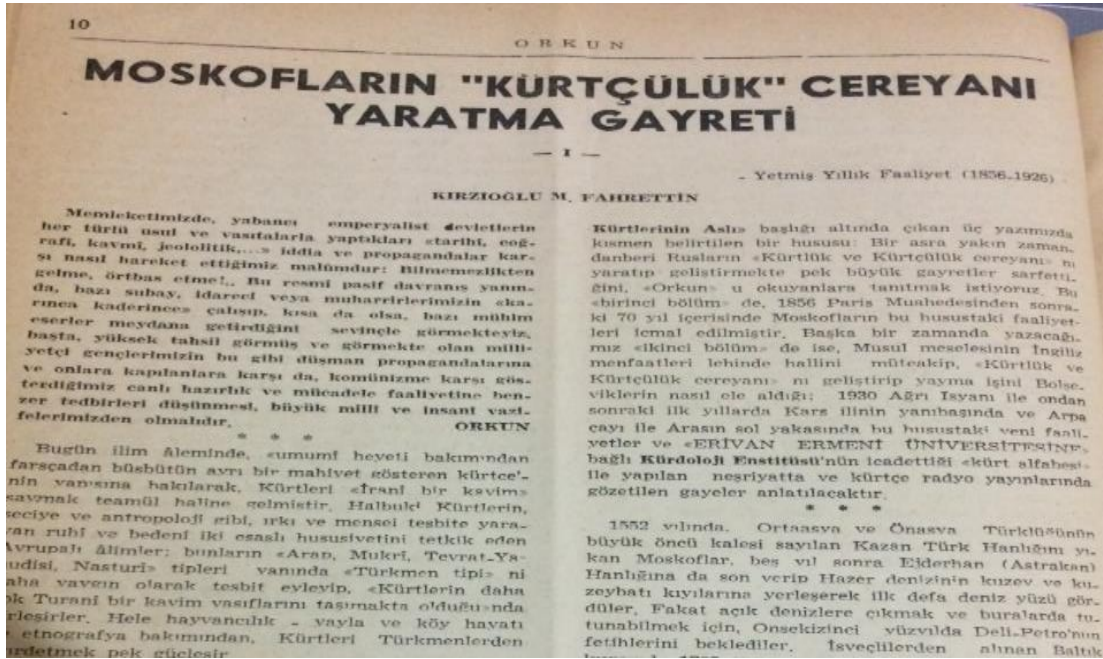 10
ORKUN
MOSKOFLARIN "KÜRTÇÜLÜK" CEREYANI
YARATMA GAYRETİ
— I —
- Yetmiş Yıllık Faaliyet (1856-1926)
KIRZIOĞLU M. FAHRETTİN
Memleketimizde, yabancı emperyalist devletlerin
her türlü usul ve vasıtalarla yaptıkları «tarihî, coğ-
rafî, kavmî, jeolojitik,...» iddia ve propagandalar kar-
şı nasıl hareket ettiğimiz malûmdur: Bilmemezlikten
gelme, örtbas etme!.. Bu resmî pasif davranış yanın-
da, bazı subay, idareci veya muharrirlerimizin «ka-
rınca kaderince» çalışıp, kısa da olsa, bazı mühim
eserler meydana getirdiğini sevinçle görmekteyiz.
başta, yüksek tahsil görmüş ve görmekte olan milli-
yetçi gençlerimizin bu gibi düşman propagandalarına
ve onlara kapılanlara karşı da, komünizme karşı gös-
terdiğimiz canlı hazırlık ve mücadele faaliyetine ben-
zer tedbirleri düşünmesi, büyük millî ve insanî vazi-
felerimizden olmalıdır. ORKUN
* * *
Bugün ilim âleminde, «umumî heyeti bakımından
farsçadan büsbütün ayrı bir mahiyet gösteren kürtce'-
nin yapısına bakılarak, Kürtleri «İranî bir kavim»
saymak teamül haline gelmiştir. Halbuki Kürtlerin,
seciye ve antropoloji gibi, ırkı ve menşei tesbite yara-
yan ruhî ve bedenî iki esaslı hususiyetini tetkik eden
Avrupalı âlimler; bunların «Arap, Mukrî, Tevrat-Ya-
udisi, Nasturî» tipleri yanında «Türkmen tipi» ni
aha yaygın olarak tesbit eyleyip, «Kürtlerin daha
ok Turanî bir kavim vasıflarını taşımakta olduğu»nda
rleşirler. Hele hayvancılık - yayla ve köy hayatı
etnografya bakımından, Kürtleri Türkmenlerden
ırdetmek pek güçleşir.
Kürtlerinin Aslı» başlığı altında çıkan üç yazımızda
kısmen belirtilen bir hususu: Bir asra yakın zaman-
danberi Rusların «Kürtlük ve Kürtçülük cereyanı» nı
yaratıp geliştirmekte pek büyük gayretler sarfetti-
ğini, «Orkun» u okuyanlara tanıtmak istiyoruz. Bu
«birinci bölüm» de, 1856 Paris Muahedesinden sonra-
ki 70 yıl içerisinde Moskofların bu husustaki faaliyet-
leri icmal edilmiştir. Başka bir zamanda yazacağı-
mız «ikinci bölüm» de ise, Musul meselesinin İngiliz
menfaatleri lehinde hallini müteakip, «Kürtlük ve
Kürtçülük cereyanı» nı geliştirip yayma işini Bolşe-
viklerin nasıl ele aldığı; 1930 Ağrı İsyanı ile ondan
sonraki ilk yıllarda Kars ilinin yanıbaşında ve Arpa
çayı ile Arasın sol yakasında bu husustaki yeni faali-
yetler ve «ERİVAN ERMENİ ÜNİVERSİTESİNE»
bağlı Kürdoloji Enstitüsü'nün icadettiği «kürt alfabesi»
ile yapılan neşriyatta ve kürtçe radyo yayınlarında
gözetilen gayeler anlatılacaktır.
* * *
1552 yılında. Ortaasya ve Önasya Türklüğünün
büyük öncü kalesi sayılan Kazan Türk Hanlığını yı-
kan Moskoflar, beş yıl sonra Ejderhan (Astrakan)
Hanlığına da son verip Hazer denizinin kuzey ve ku-
zeybatı kıyılarına yerleşerek ilk defa deniz yüzü gör-
düler. Fakat açık denizlere çıkmak ve buralarda tu-
tunabilmek için, Onsekizinci yüzyılda Deli-Petro'nun
fetihlerini beklediler. İsveçlilerden alınan Baltık